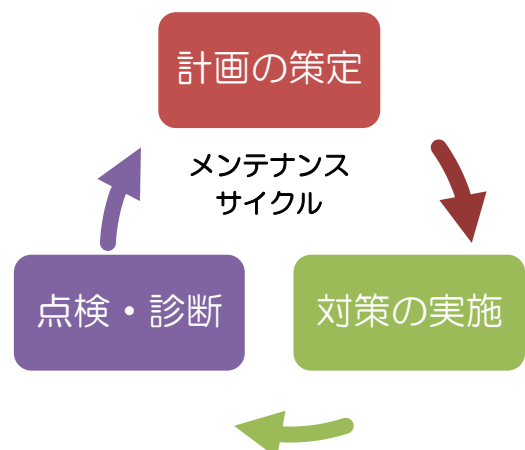 計画の策定
メンテナンス
サイクル
点検・診断
対策の実施